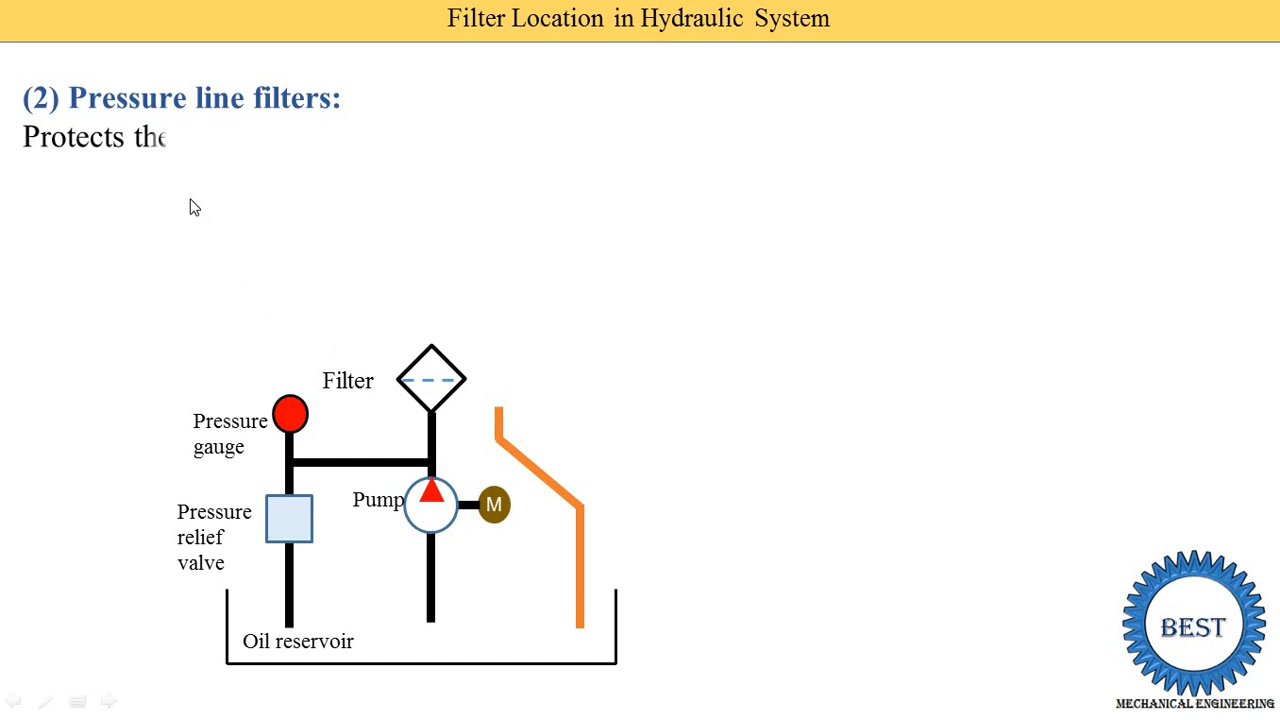 Filter Location in Hydraulic System
(2) Pressure line filters:
Protects the
Filter
Pressure
gauge
Pump
M
Pressure
relief
valve
Oil reservoir
BEST
MECHANICAL ENGINEERING